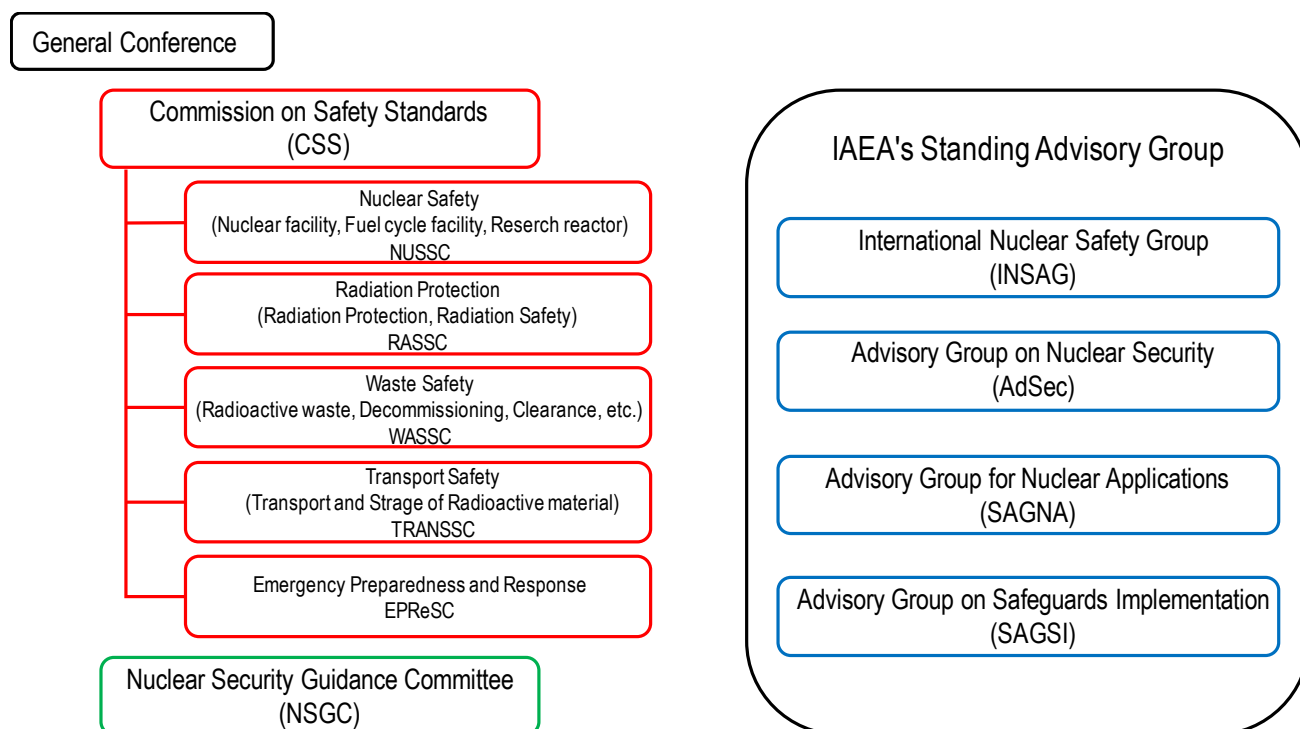 General Conference
Commission on Safety Standards
(CSS)
Nuclear Safety
(Nuclear facility, Fuel cycle facility, Reserch reactor)
NUSSC
Radiation Protection
(Radiation Protection, Radiation Safety)
RASSC
Waste Safety
(Radioactive waste, Decommissioning, Clearance, etc.)
WASSC
Transport Safety
(Transport and Strage of Radioactive material)
TRANSSC
Emergency Preparedness and Response
EPReSC
Nuclear Security Guidance Committee
(NSGC)
IAEA's Standing Advisory Group
International Nuclear Safety Group
(INSAG)
Advisory Group on Nuclear Security
(AdSec)
Advisory Group for Nuclear Applications
(SAGNA)
Advisory Group on Safeguards Implementation
(SAGSI)